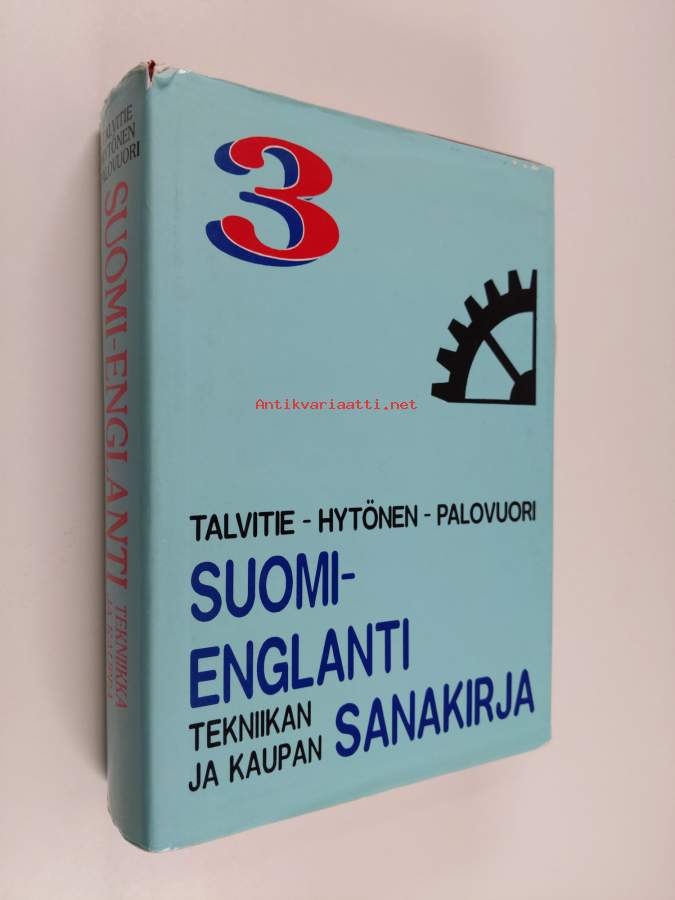 TALVITIE
HYTÖNEN
PALOVUORI
SUOMI-ENGLANTI
TEKNIIKKA
3
Antikvariaatti.net
TALVITIE - HYTÖNEN - PALOVUORI
SUOMI-
ENGLANTI
TEKNIIKAN
JA KAUPAN SANAKIRJA